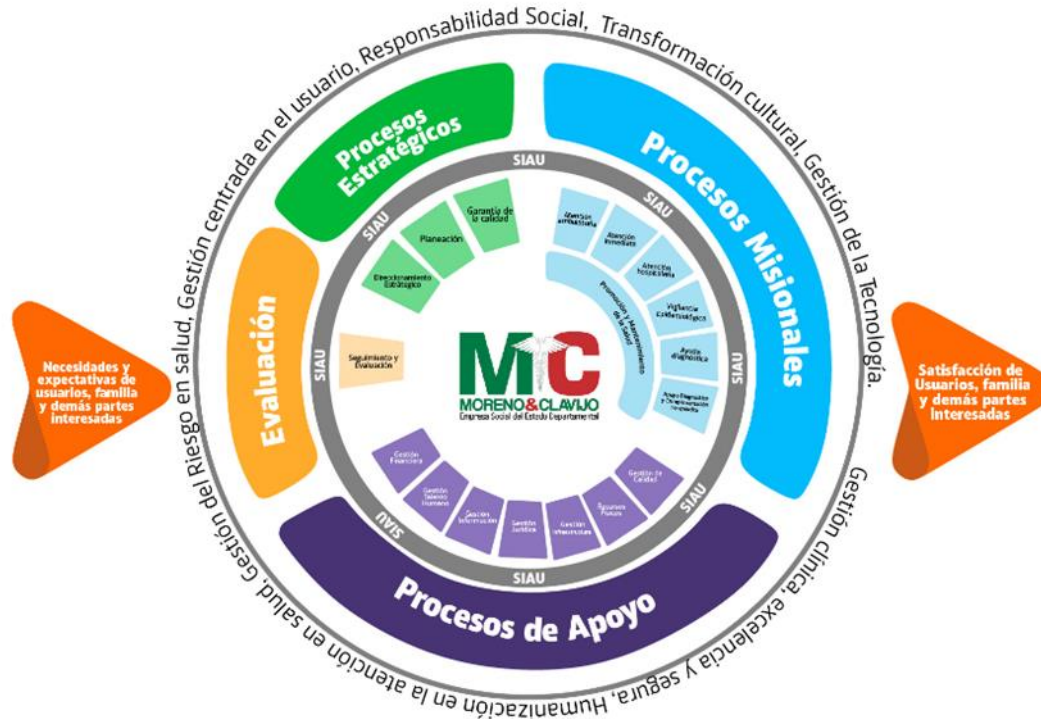 Gestión del Riesgo en salud, Gestión centrada en el usuario, Responsabilidad Social, Transformación cultural, Gestión de la Tecnología.
Gestión clínica, excelencia y segura, Humanización en la atención en salud,
Procesos
Estratégicos
Procesos Misionales
Evaluación
Procesos de Apoyo
SIAU
SIAU
SIAU
SIAU
SIAU
SIAU
SIAU
SIAU
Necesidades y
expectativas de
usuarios, familia
y demás partes
interesadas
Satisfacción de
Usuarios, familia
y demás partes
interesadas
Garantía de
la calidad
Planeación
Direccionamiento
Estratégico
Seguimiento y
Evaluación
Atención
Atención
Atención
hospitalaria
Vigilancia
Epidemiológica
Ayuda
diagnóstica
Apoyo Diagnóstico
y
Promoción y Mantenimiento
de la Salud
MC
MORENO&CLAVIJO
Empresa Social del Estado Departamental
Gestión
Financiera
Gestión
Talento
Humano
Gestión
Información
Gestión
Jurídica
Gestión
Recursos
Físicos
Gestión de
Calidad